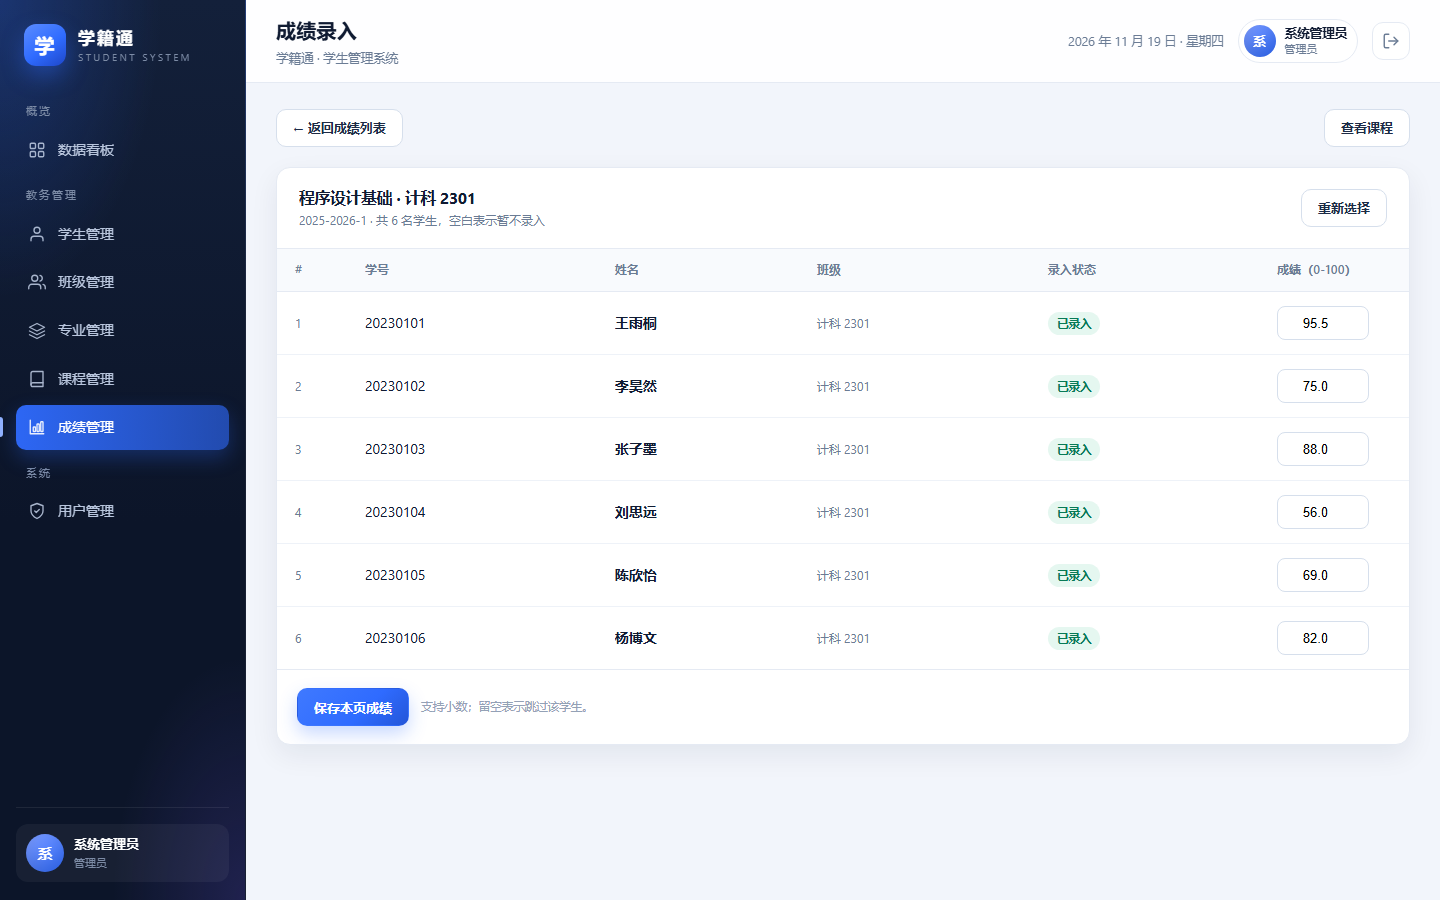 学
学籍通
STUDENT SYSTEM
概览
数据看板
教务管理
学生管理
班级管理
专业管理
课程管理
成绩管理
系统
用户管理
系
系统管理员
管理员
成绩录入
学籍通 · 学生管理系统
2026 年 11 月 19 日 · 星期四
系
系统管理员
管理员
← 返回成绩列表
查看课程
程序设计基础 · 计科 2301
2025-2026-1 · 共 6 名学生，空白表示暂不录入
重新选择
# 学号 姓名 班级 录入状态 成绩（0-100）
1 20230101 王雨桐 计科 2301 已录入 95.5
2 20230102 李昊然 计科 2301 已录入 75.0
3 20230103 张子墨 计科 2301 已录入 88.0
4 20230104 刘思远 计科 2301 已录入 56.0
5 20230105 陈欣怡 计科 2301 已录入 69.0
6 20230106 杨博文 计科 2301 已录入 82.0
保存本页成绩
支持小数；留空表示跳过该学生。